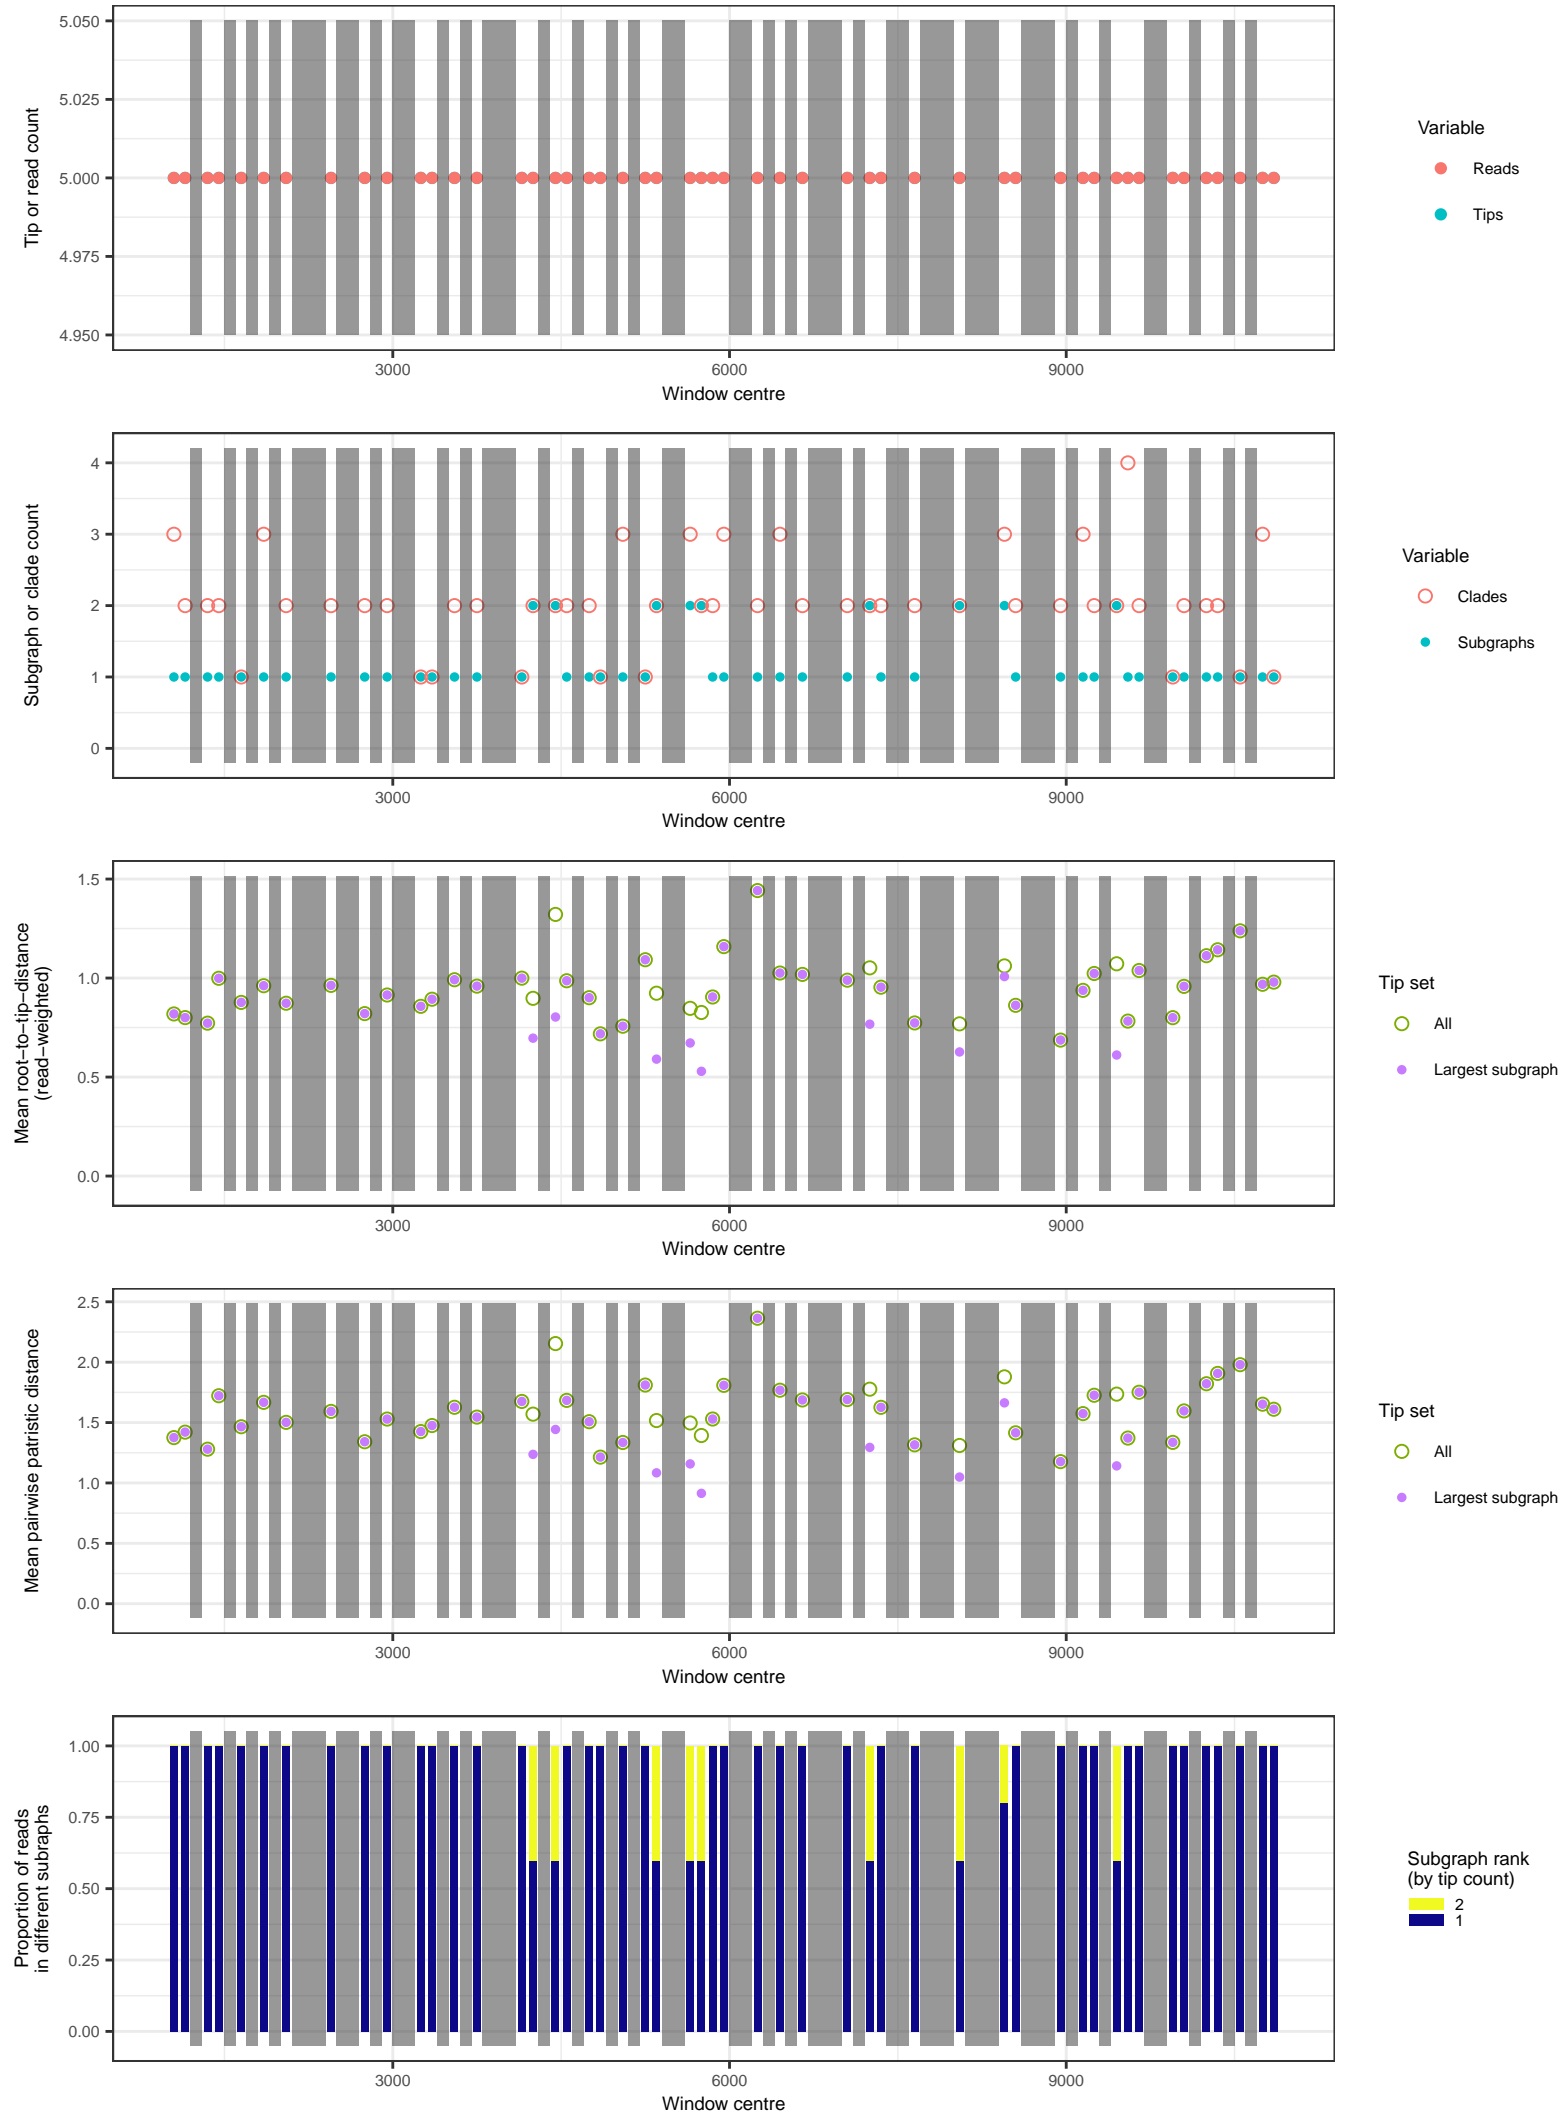 5.050
5.025
5.000
4.975
4.950
Tip or read count
3000
6000
9000
Window centre
Variable
Reads
Tips
4
3
2
1
0
Subgraph or clade count
3000
6000
9000
Window centre
Variable
Clades
Subgraphs
1.5
1.0
0.5
0.0
Mean root−to−tip−distance
(read−weighted)
3000
6000
9000
Window centre
Tip set
All
Largest subgraph
2.5
2.0
1.5
1.0
0.5
0.0
Mean pairwise patristic distance
3000
6000
9000
Window centre
Tip set
All
Largest subgraph
1.00
0.75
0.50
0.25
0.00
Proportion of reads
in different subraphs
3000
6000
9000
Window centre
Subgraph rank
(by tip count)
2
1